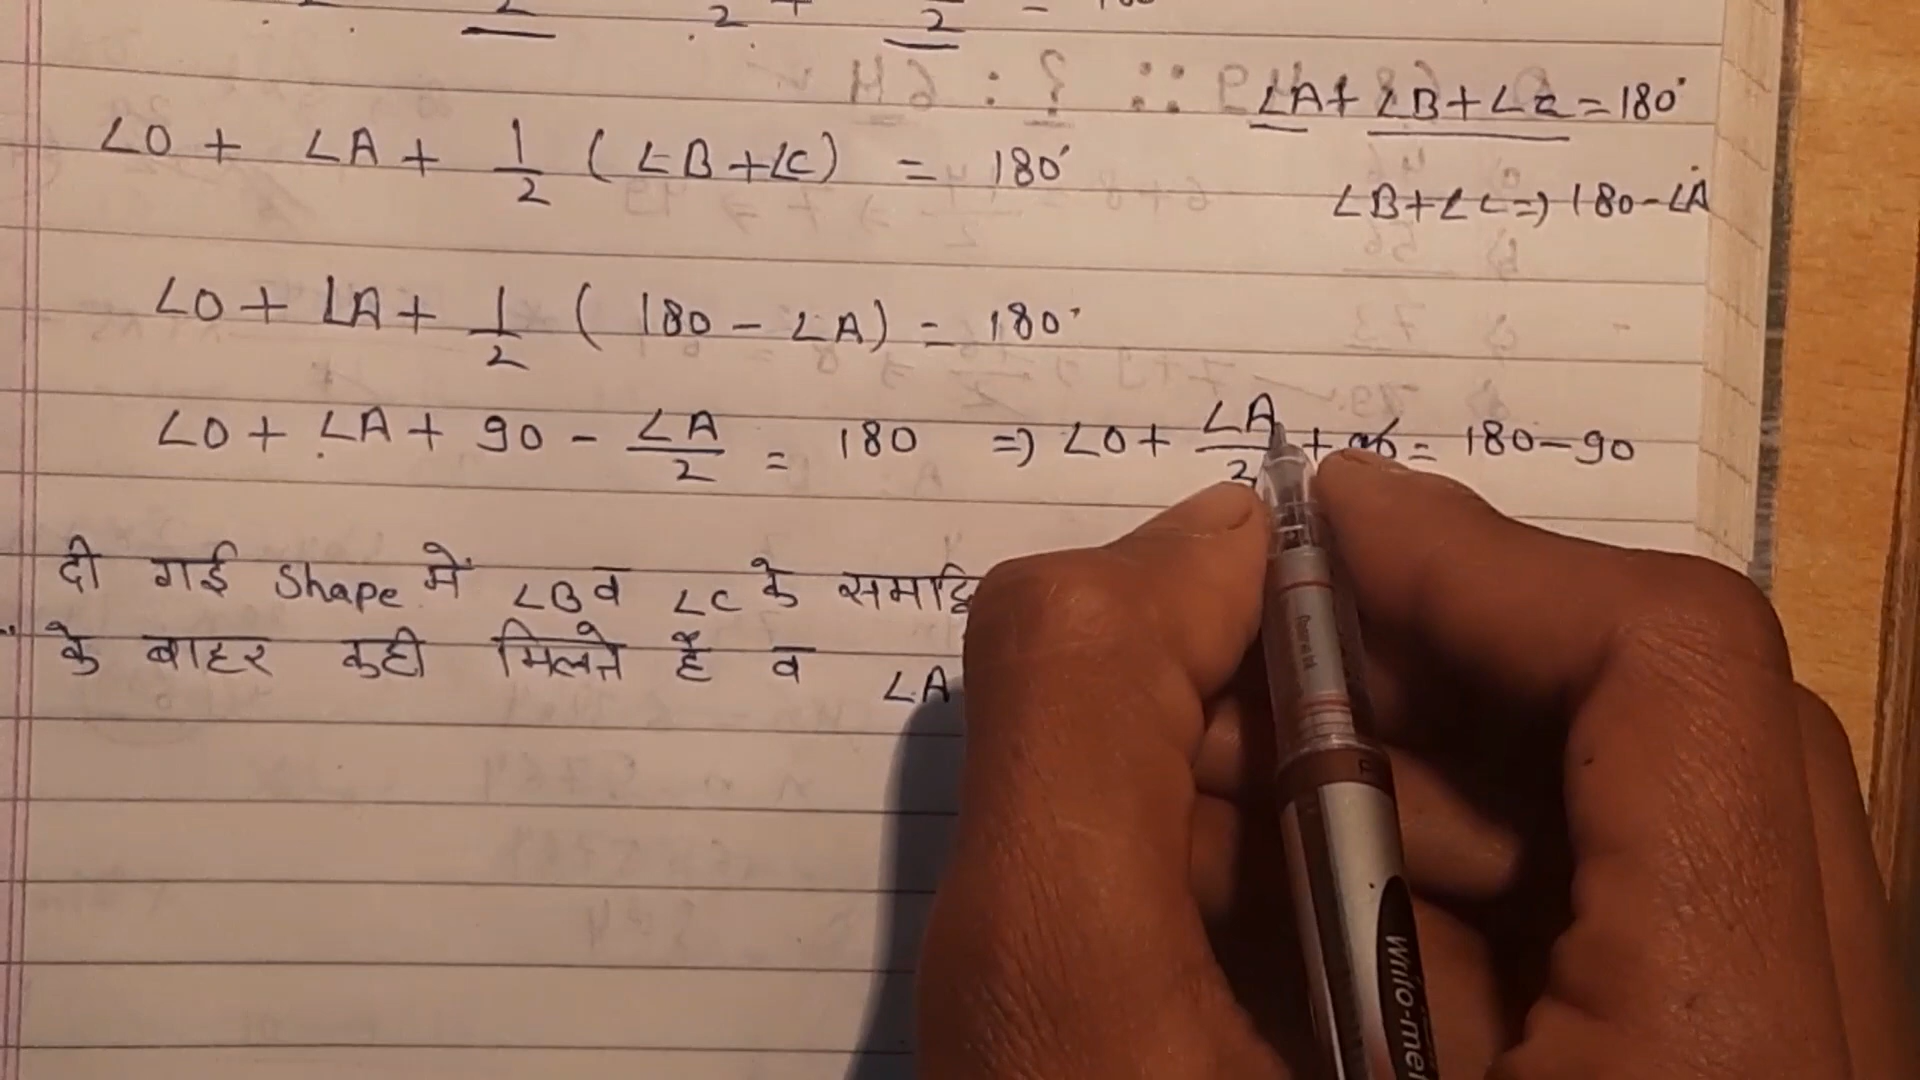 ∠A + ∠B + ∠C = 180°
∠O + ∠A + 1/2 (∠B + ∠C) = 180°
∠B + ∠C ⇒ 180 - ∠A
∠O + ∠A + 1/2 (180 - ∠A) = 180°
∠O + ∠A + 90 - ∠A/2 = 180 ⇒ ∠O + ∠A/2 + = 180 - 90
दी गई Shape में ∠B व ∠C के
के बाहर कही मिलते हैं व ∠A